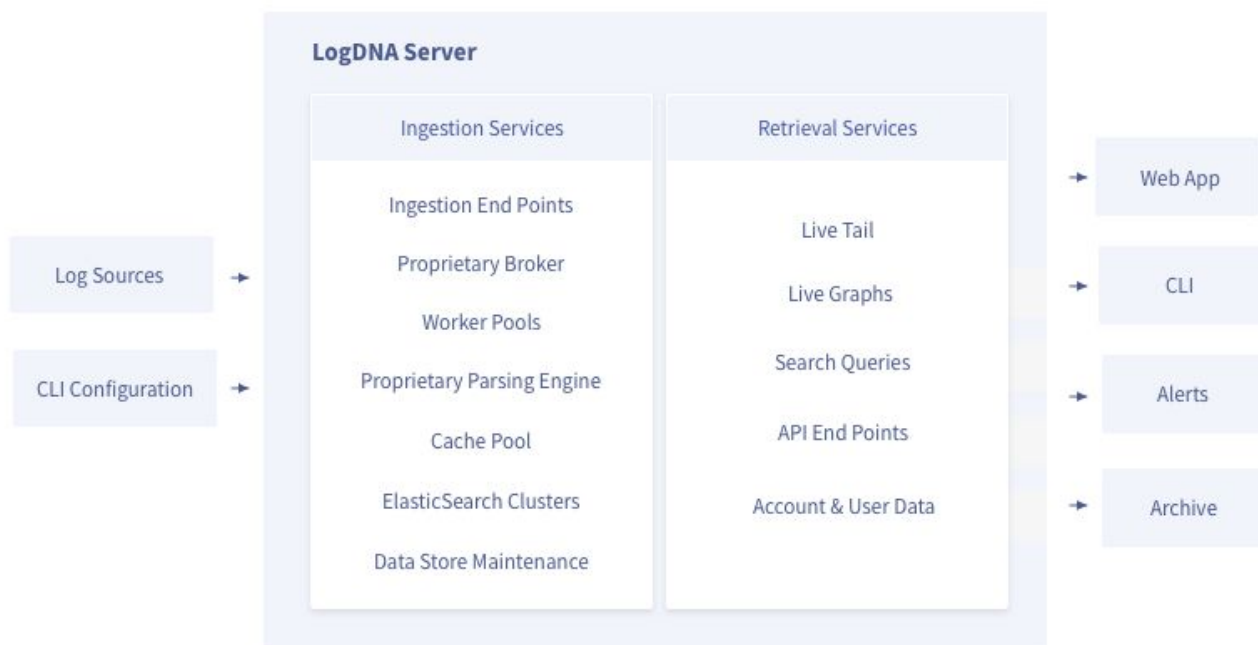 LogDNA Server
Ingestion Services
Ingestion End Points
Proprietary Broker
Worker Pools
Proprietary Parsing Engine
Cache Pool
ElasticSearch Clusters
Data Store Maintenance
Retrieval Services
Live Tail
Live Graphs
Search Queries
API End Points
Account & User Data
Log Sources
CLI Configuration
Web App
CLI
Alerts
Archive